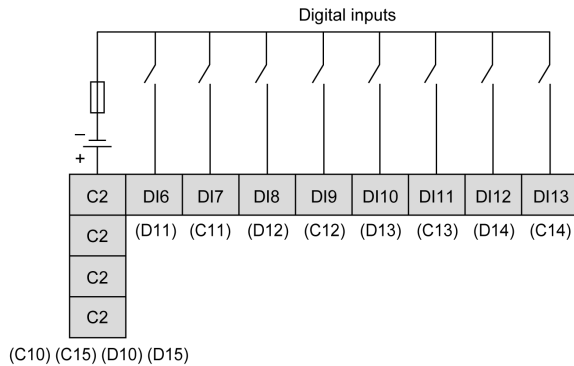 Digital inputs
−
+
C2 DI6 DI7 DI8 DI9 DI10 DI11 DI12 DI13
C2 (D11) (C11) (D12) (C12) (D13) (C13) (D14) (C14)
C2
C2
(C10) (C15) (D10) (D15)